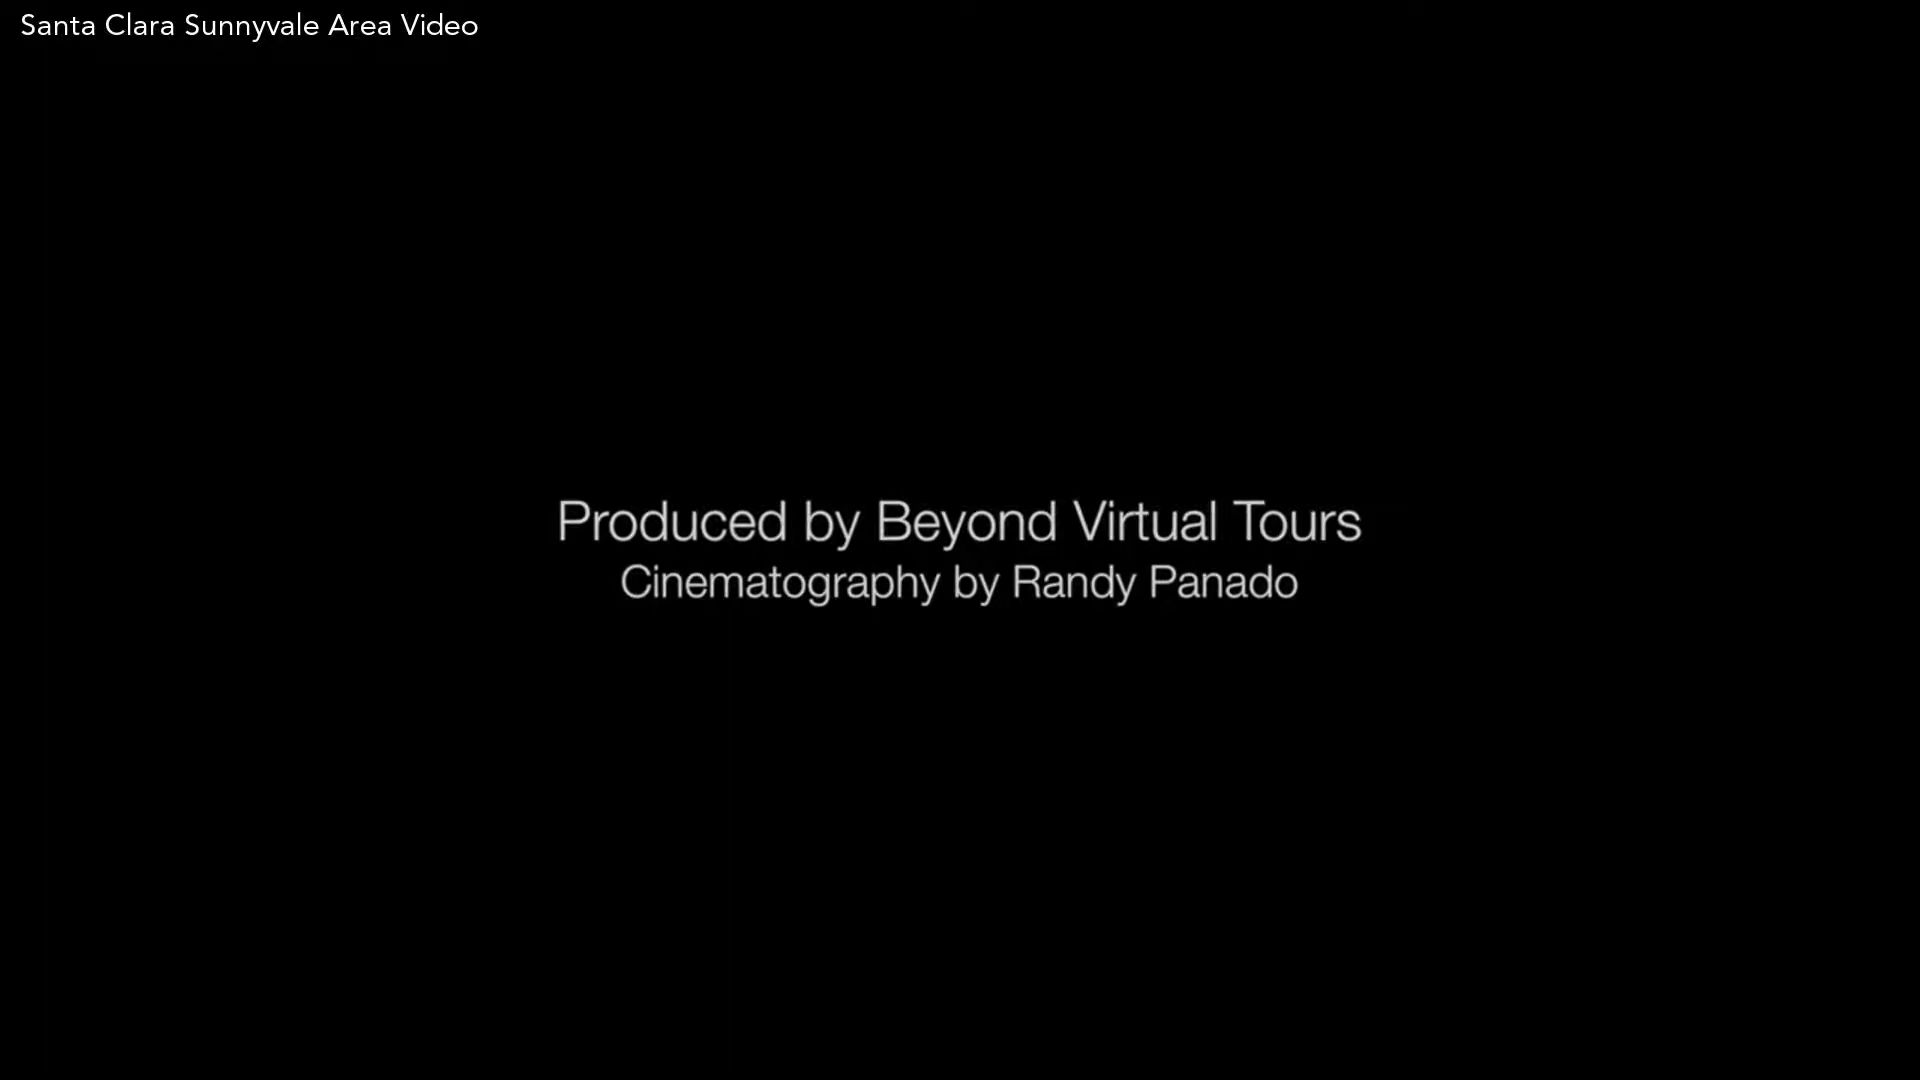 Santa Clara Sunnyvale Area Video
Produced by Beyond Virtual Tours
Cinematography by Randy Panado